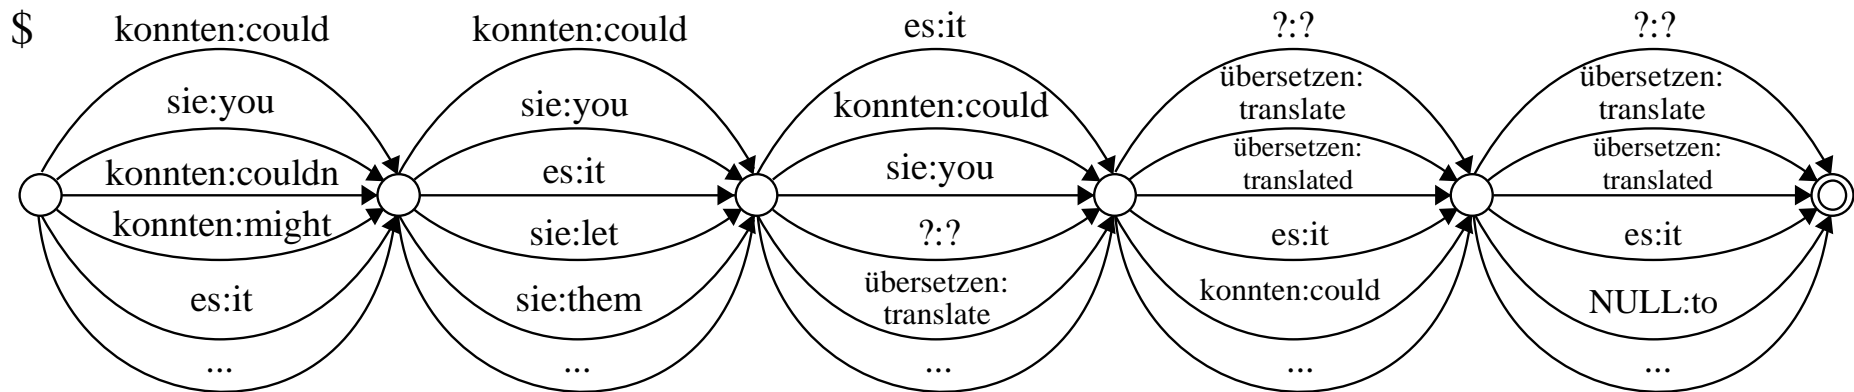 $
konnten:could
sie:you
konnten:couldn
konnten:might
es:it
...
konnten:could
sie:you
es:it
sie:let
sie:them
...
es:it
konnten:could
sie:you
?:?
übersetzen:
translate
...
?:?
übersetzen:
translate
übersetzen:
translated
es:it
konnten:could
...
?:?
übersetzen:
translate
übersetzen:
translated
es:it
NULL:to
...